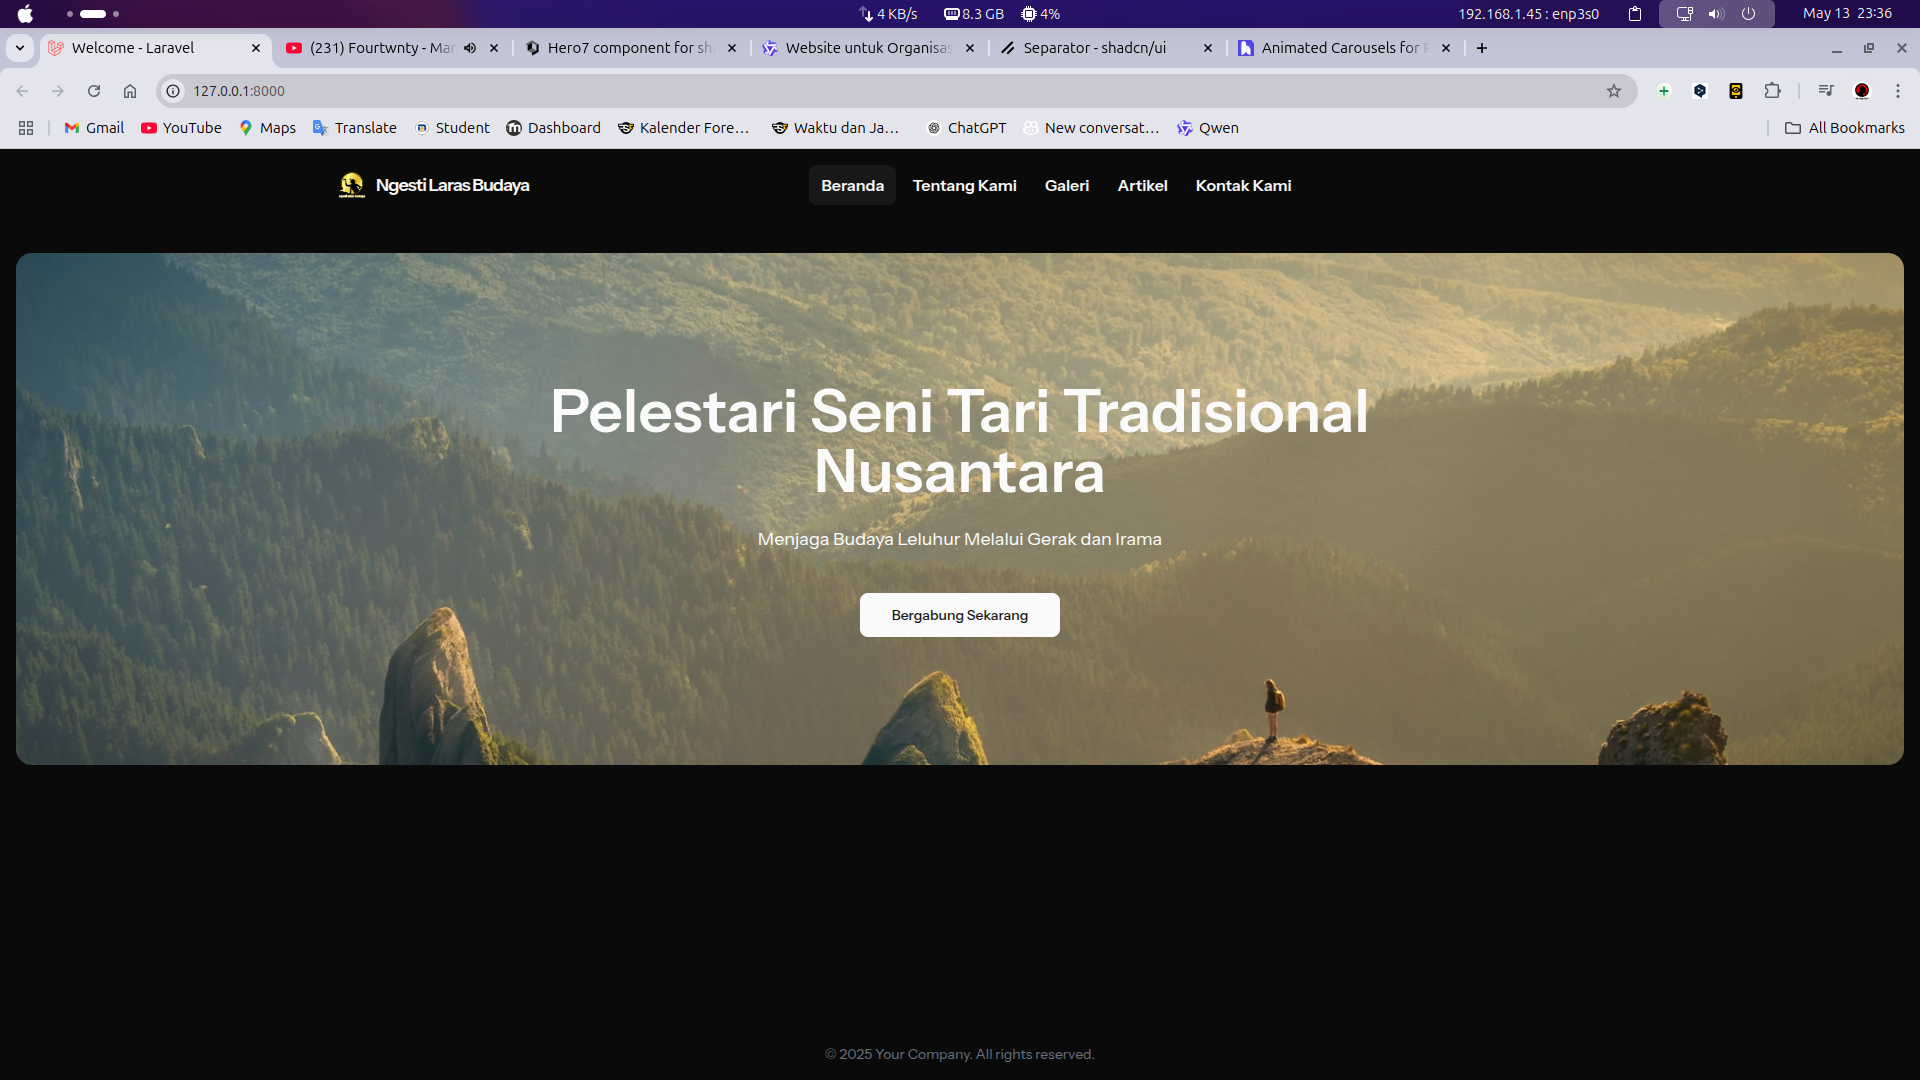 4 KB/s 8.3 GB 4% 192.168.1.45 : enp3s0 May 13 23:36
Welcome - Laravel (231) Fourtwnty - Man Hero7 component for sh Website untuk Organisas Separator - shadcn/ui Animated Carousels for
127.0.0.1:8000
Gmail YouTube Maps Translate Student Dashboard Kalender Fore... Waktu dan Ja... ChatGPT New conversat... Qwen All Bookmarks
Ngesti Laras Budaya Beranda Tentang Kami Galeri Artikel Kontak Kami
Pelestari Seni Tari Tradisional
Nusantara
Menjaga Budaya Leluhur Melalui Gerak dan Irama
Bergabung Sekarang
© 2025 Your Company. All rights reserved.